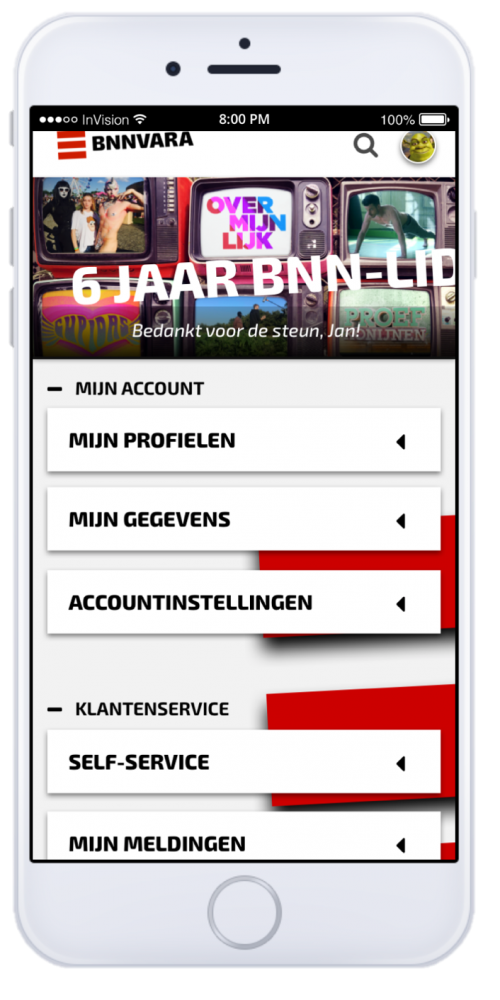 InVision 8:00 PM 100%
BNNVARA
OVER
MIJN
LIJK
6 JAAR BNN-LID
PROEF
KONIJNEN
Bedankt voor de steun, Jan!
MIJN ACCOUNT
MIJN PROFIELEN
MIJN GEGEVENS
ACCOUNTINSTELLINGEN
KLANTENSERVICE
SELF-SERVICE
MIJN MELDINGEN